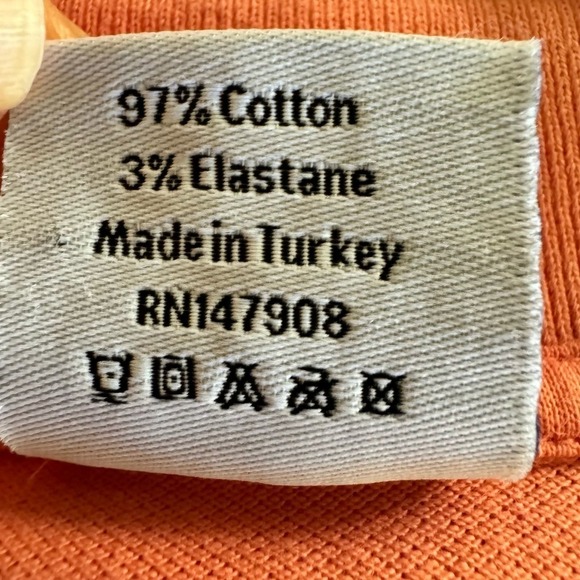 97% Cotton
3% Elastane
Made in Turkey
RN147908